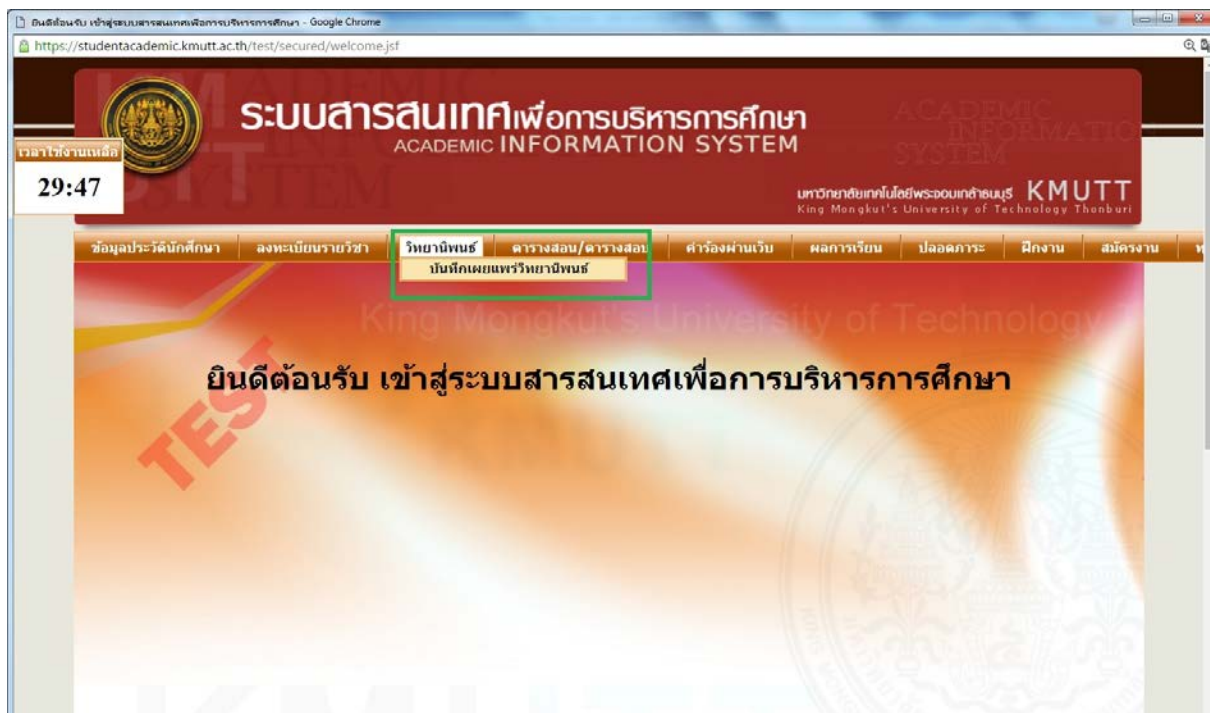 ยินดีต้อนรับ เข้าสู่ระบบสารสนเทศเพื่อการบริหารการศึกษา - Google Chrome
https://studentacademic.kmutt.ac.th/test/secured/welcome.jsf
ระบบสารสนเทศเพื่อการบริหารการศึกษา
ACADEMIC INFORMATION SYSTEM
ACADEMIC
INFORMATION
SYSTEM
เวลาใช้งานเหลือ
29:47
มหาวิทยาลัยเทคโนโลยีพระจอมเกล้าธนบุรี KMUTT
King Mongkut's University of Technology Thonburi
ข้อมูลประวัตินักศึกษา ลงทะเบียนรายวิชา วิทยานิพนธ์ ตารางสอน/ตารางสอบ คำร้องผ่านเว็บ ผลการเรียน ปลอดภาระ ฝึกงาน สมัครงาน ท
บันทึกเผยแพร่วิทยานิพนธ์
King Mongkut's University of Technology
ยินดีต้อนรับ เข้าสู่ระบบสารสนเทศเพื่อการบริหารการศึกษา
TEST
KMUTT